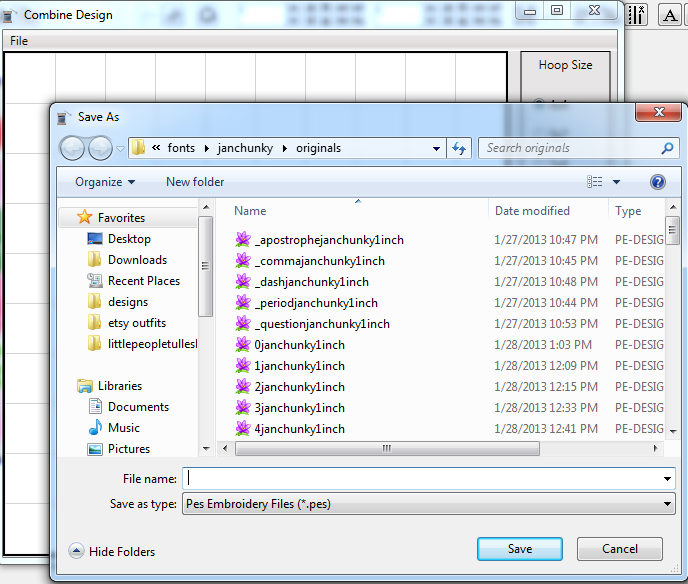 Combine Design
A
File
Hoop Size
Save As
« fonts janchunky originals
Search originals
Organize New folder
Name Date modified Type
Favorites
Desktop
Downloads
Recent Places
designs
etsy outfits
Libraries
Documents
Music
Pictures
_apostrophejanchunky1inch 1/27/2013 10:47 PM PE-DESIG
_commajanchunky1inch 1/27/2013 10:45 PM PE-DESIG
_dashjanchunky1inch 1/27/2013 10:48 PM PE-DESIG
_periodjanchunky1inch 1/27/2013 10:44 PM PE-DESIG
_questionjanchunky1inch 1/27/2013 10:53 PM PE-DESIG
0janchunky1inch 1/28/2013 1:03 PM PE-DESIG
1janchunky1inch 1/28/2013 12:09 PM PE-DESIG
2janchunky1inch 1/28/2013 12:15 PM PE-DESIG
3janchunky1inch 1/28/2013 12:33 PM PE-DESIG
4janchunky1inch 1/28/2013 12:41 PM PE-DESIG
File name:
Save as type: Pes Embroidery Files (*.pes)
Hide Folders
Save Cancel